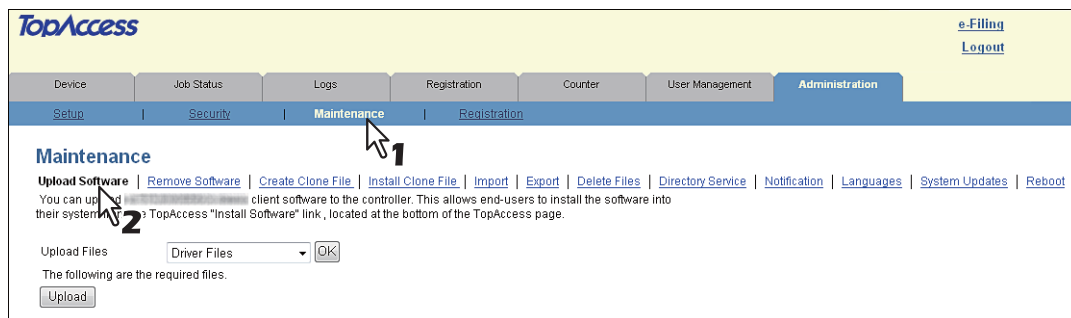 TopAccess
e-Filing
Logout
Device Job Status Logs Registration Counter User Management Administration
Setup | Security | Maintenance | Registration
1
Maintenance
Upload Software | Remove Software | Create Clone File | Install Clone File | Import | Export | Delete Files | Directory Service | Notification | Languages | System Updates | Reboot
You can client software to the controller. This allows end-users to install the software into
their system TopAccess "Install Software" link , located at the bottom of the TopAccess page.
2
Upload Files Driver Files OK
The following are the required files.
Upload